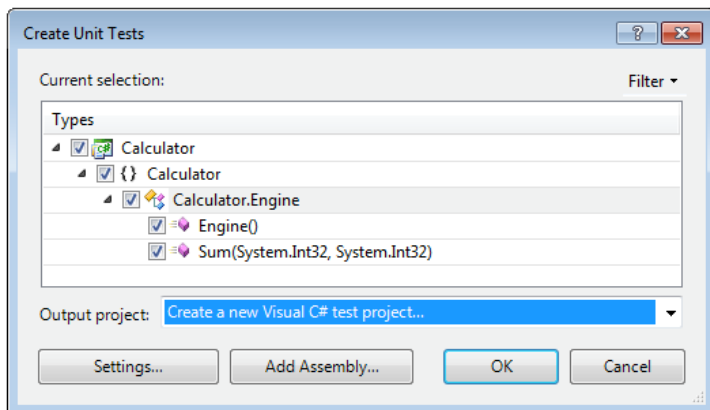 Create Unit Tests
Current selection:
Filter
Types
C# Calculator
{} Calculator
Calculator.Engine
Engine()
Sum(System.Int32, System.Int32)
Output project: Create a new Visual C# test project...
Settings... Add Assembly... OK Cancel